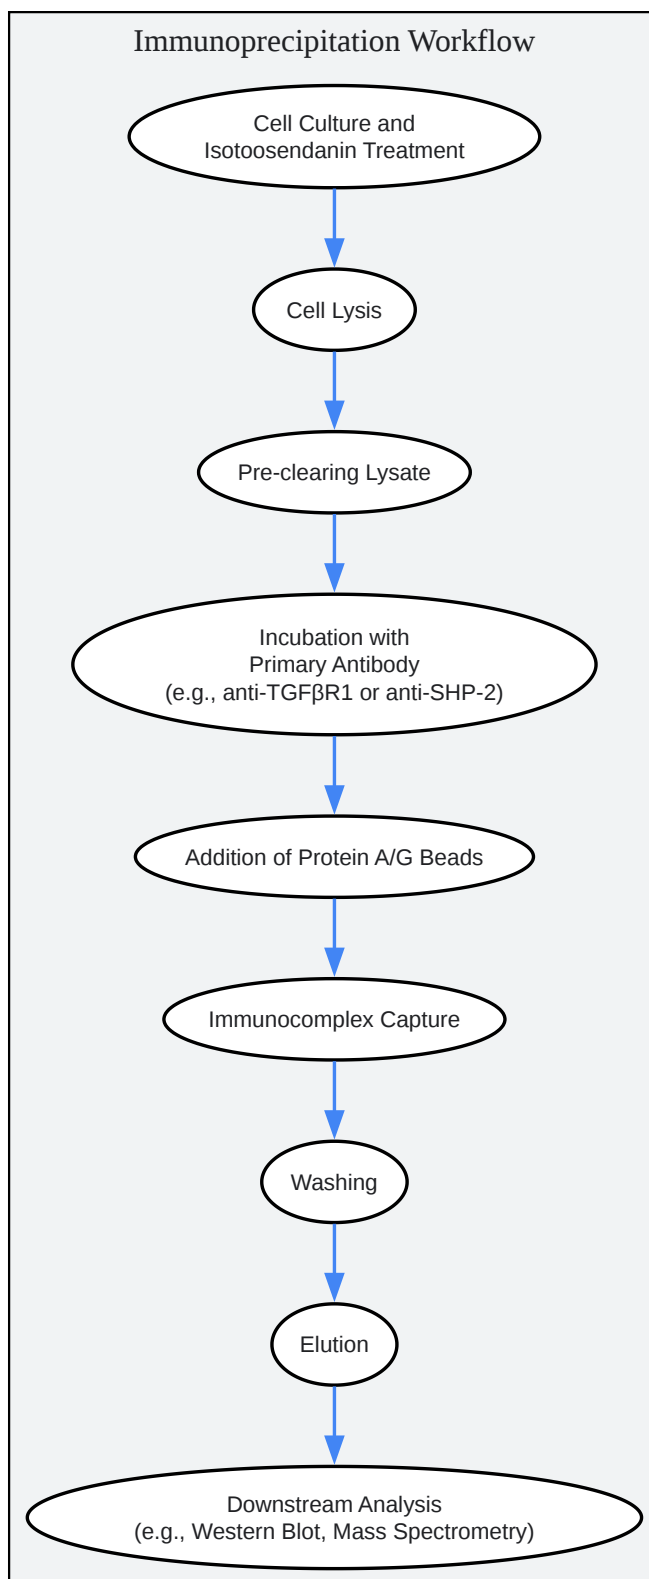 Immunoprecipitation Workflow
Cell Culture and
Isotoosendanin Treatment
Cell Lysis
Pre-clearing Lysate
Incubation with
Primary Antibody
(e.g., anti-TGFβR1 or anti-SHP-2)
Addition of Protein A/G Beads
Immunocomplex Capture
Washing
Elution
Downstream Analysis
(e.g., Western Blot, Mass Spectrometry)